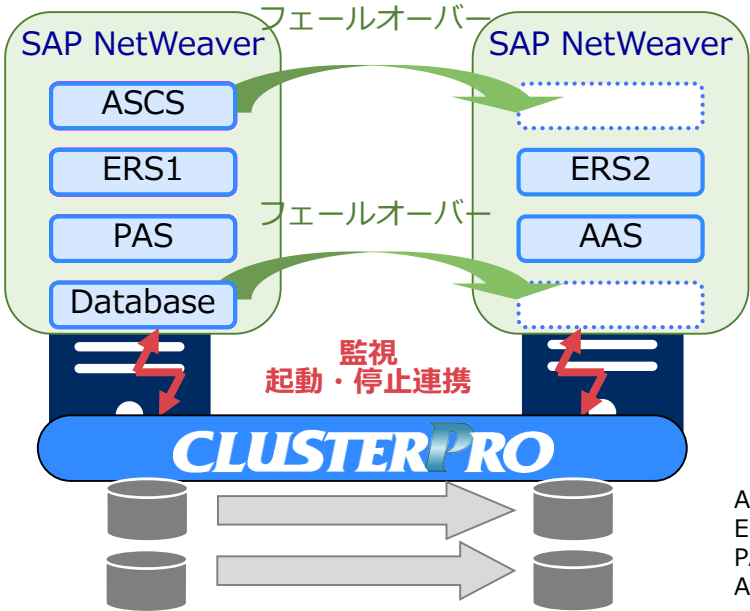 フェールオーバー
SAP NetWeaver
SAP NetWeaver
ASCS
ERS1
ERS2
フェールオーバー
PAS
AAS
Database
監視
起動・停止連携
CLUSTERPRO
A
E
PA
A